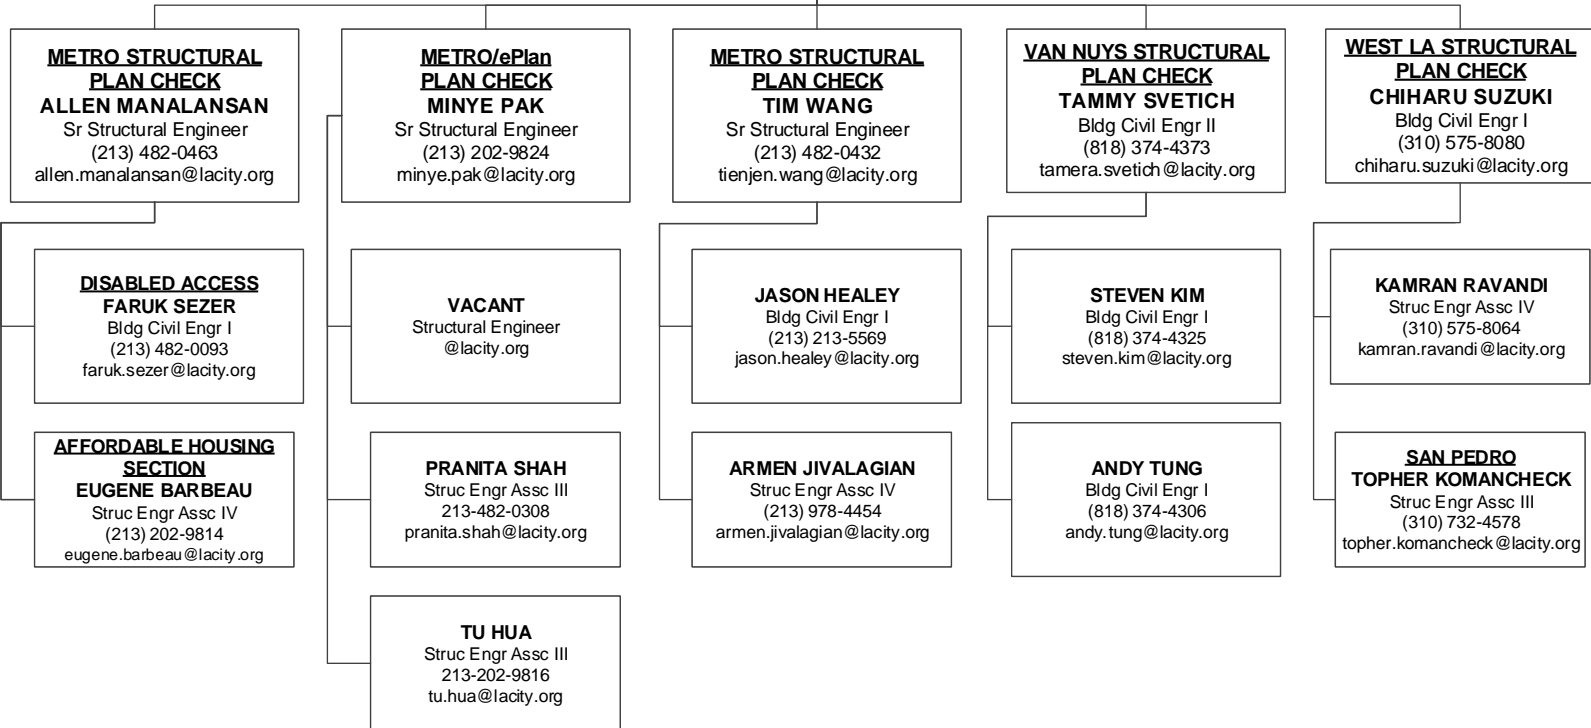 METRO STRUCTURAL
PLAN CHECK
ALLEN MANALANSAN
Sr Structural Engineer
(213) 482-0463
allen.manalansan@lacity.org
METRO/ePlan
PLAN CHECK
MINYE PAK
Sr Structural Engineer
(213) 202-9824
minye.pak@lacity.org
METRO STRUCTURAL
PLAN CHECK
TIM WANG
Sr Structural Engineer
(213) 482-0432
tienjen.wang@lacity.org
VAN NUYS STRUCTURAL
PLAN CHECK
TAMMY SVETICH
Bldg Civil Engr II
(818) 374-4373
tamera.svetich@lacity.org
WEST LA STRUCTURAL
PLAN CHECK
CHIHARU SUZUKI
Bldg Civil Engr I
(310) 575-8080
chiharu.suzuki@lacity.org
DISABLED ACCESS
FARUK SEZER
Bldg Civil Engr I
(213) 482-0093
faruk.sezer@lacity.org
VACANT
Structural Engineer
@lacity.org
JASON HEALEY
Bldg Civil Engr I
(213) 213-5569
jason.healey@lacity.org
STEVEN KIM
Bldg Civil Engr I
(818) 374-4325
steven.kim@lacity.org
KAMRAN RAVANDI
Struc Engr Assc IV
(310) 575-8064
kamran.ravandi@lacity.org
AFFORDABLE HOUSING
SECTION
EUGENE BARBEAU
Struc Engr Assc IV
(213) 202-9814
eugene.barbeau@lacity.org
PRANITA SHAH
Struc Engr Assc III
213-482-0308
pranita.shah@lacity.org
ARMEN JIVALAGIAN
Struc Engr Assc IV
(213) 978-4454
armen.jivalagian@lacity.org
ANDY TUNG
Bldg Civil Engr I
(818) 374-4306
andy.tung@lacity.org
SAN PEDRO
TOPHER KOMANCHECK
Struc Engr Assc III
(310) 732-4578
topher.komancheck@lacity.org
TU HUA
Struc Engr Assc III
213-202-9816
tu.hua@lacity.org